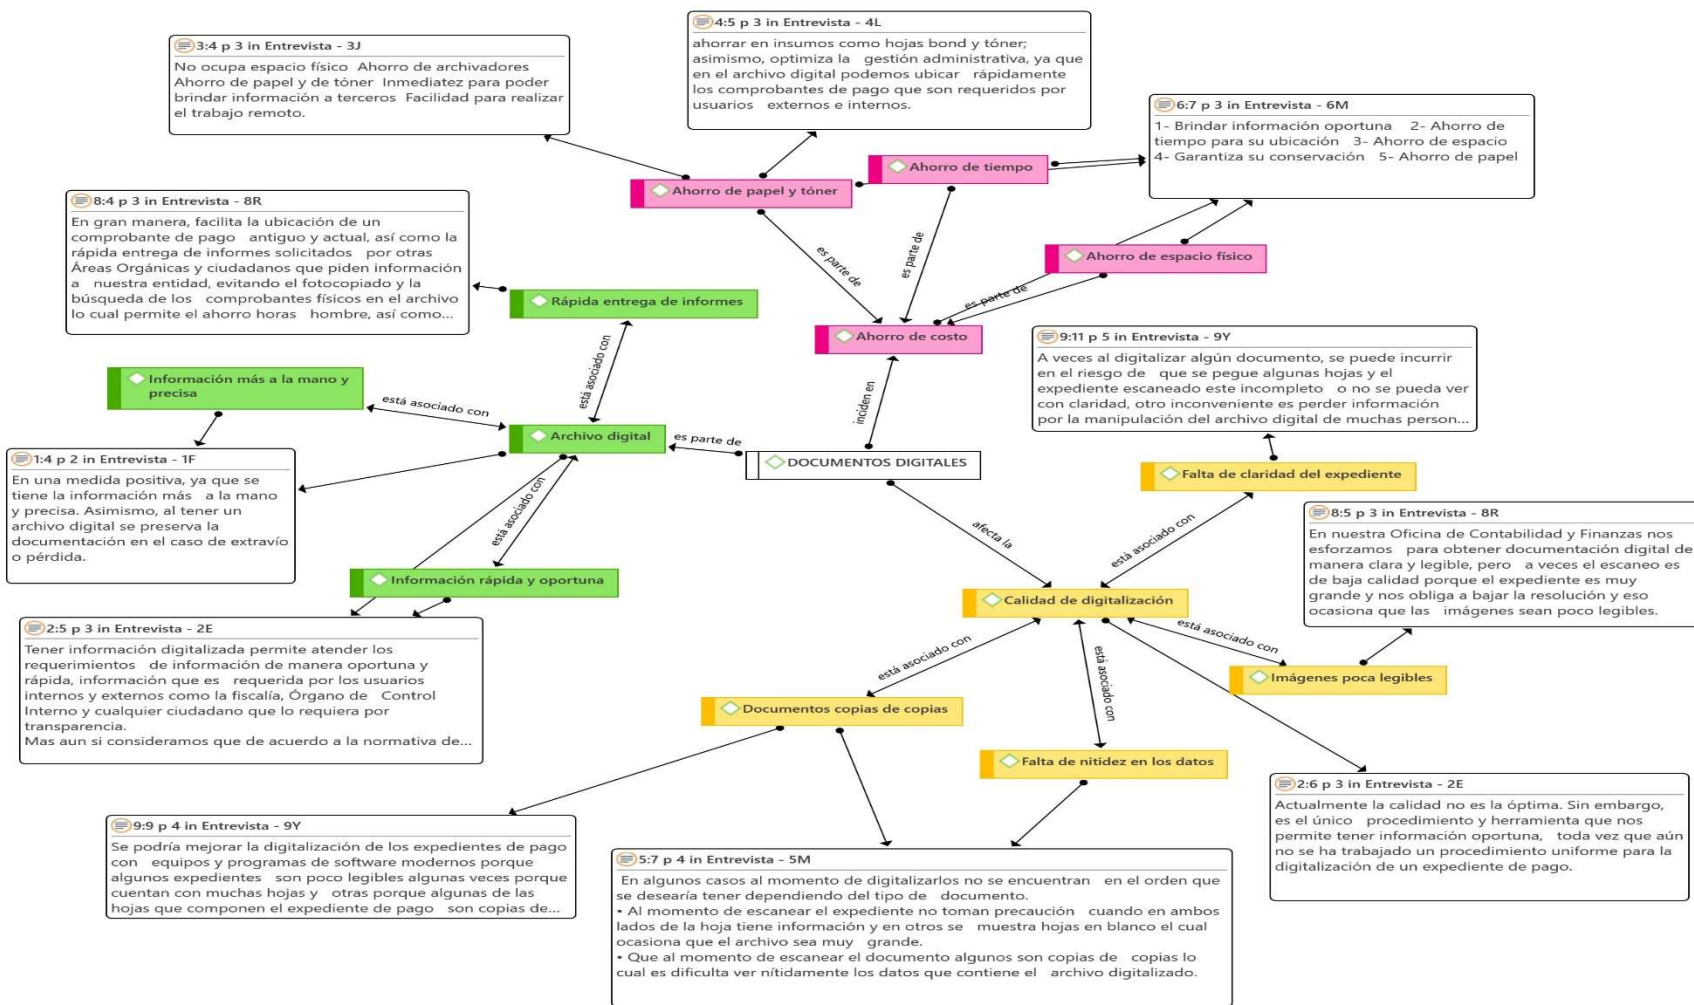 3:4 p 3 in Entrevista - 3J
No ocupa espacio físico Ahorro de archivadores
Ahorro de papel y de tóner Inmediatez para poder
brindar información a terceros Facilidad para realizar
el trabajo remoto.
4:5 p 3 in Entrevista - 4L
ahorrar en insumos como hojas bond y tóner;
asimismo, optimiza la gestión administrativa, ya que
en el archivo digital podemos ubicar rápidamente
los comprobantes de pago que son requeridos por
usuarios externos e internos.
6:7 p 3 in Entrevista - 6M
1- Brindar información oportuna 2- Ahorro de
tiempo para su ubicación 3- Ahorro de espacio
4- Garantiza su conservación 5- Ahorro de papel
Ahorro de tiempo
Ahorro de papel y tóner
8:4 p 3 in Entrevista - 8R
En gran manera, facilita la ubicación de un
comprobante de pago antiguo y actual, así como la
rápida entrega de informes solicitados por otras
Áreas Orgánicas y ciudadanos que piden información
a nuestra entidad, evitando el fotocopiado y la
búsqueda de los comprobantes físicos en el archivo
lo cual permite el ahorro horas hombre, así como...
es parte de
es parte de
Ahorro de espacio físico
es parte de
Rápida entrega de informes
Ahorro de costo
9:11 p 5 in Entrevista - 9Y
A veces al digitalizar algún documento, se puede incurrir
en el riesgo de que se pegue algunas hojas y el
expediente escaneado este incompleto o no se pueda ver
con claridad, otro inconveniente es perder información
por la manipulación del archivo digital de muchas person...
Información más a la mano y
precisa
está asociado con
está asociado con
inciden en
Archivo digital
es parte de
DOCUMENTOS DIGITALES
1:4 p 2 in Entrevista - 1F
En una medida positiva, ya que se
tiene la información más a la mano
y precisa. Asimismo, al tener un
archivo digital se preserva la
documentación en el caso de extravío
o pérdida.
está asociado con
Falta de claridad del expediente
afecta la
está asociado con
8:5 p 3 in Entrevista - 8R
En nuestra Oficina de Contabilidad y Finanzas nos
esforzamos para obtener documentación digital de
manera clara y legible, pero a veces el escaneo es
de baja calidad porque el expediente es muy
grande y nos obliga a bajar la resolución y eso
ocasiona que las imágenes sean poco legibles.
Información rápida y oportuna
Calidad de digitalización
2:5 p 3 in Entrevista - 2E
Tener información digitalizada permite atender los
requerimientos de información de manera oportuna y
rápida, información que es requerida por los usuarios
internos y externos como la fiscalía, Órgano de Control
Interno y cualquier ciudadano que lo requiera por
transparencia.
Mas aun si consideramos que de acuerdo a la normativa de...
está asociado con
está asociado con
está asociado con
Imágenes poca legibles
Documentos copias de copias
Falta de nitidez en los datos
2:6 p 3 in Entrevista - 2E
Actualmente la calidad no es la óptima. Sin embargo,
es el único procedimiento y herramienta que nos
permite tener información oportuna, toda vez que aún
no se ha trabajado un procedimiento uniforme para la
digitalización de un expediente de pago.
9:9 p 4 in Entrevista - 9Y
Se podría mejorar la digitalización de los expedientes de pago
con equipos y programas de software modernos porque
algunos expedientes son poco legibles algunas veces porque
cuentan con muchas hojas y otras porque algunas de las
hojas que componen el expediente de pago son copias de...
5:7 p 4 in Entrevista - 5M
En algunos casos al momento de digitalizarlos no se encuentran en el orden que
se desearía tener dependiendo del tipo de documento.
• Al momento de escanear el expediente no toman precaución cuando en ambos
lados de la hoja tiene información y en otros se muestra hojas en blanco el cual
ocasiona que el archivo sea muy grande.
• Que al momento de escanear el documento algunos son copias de copias lo
cual es dificulta ver nítidamente los datos que contiene el archivo digitalizado.